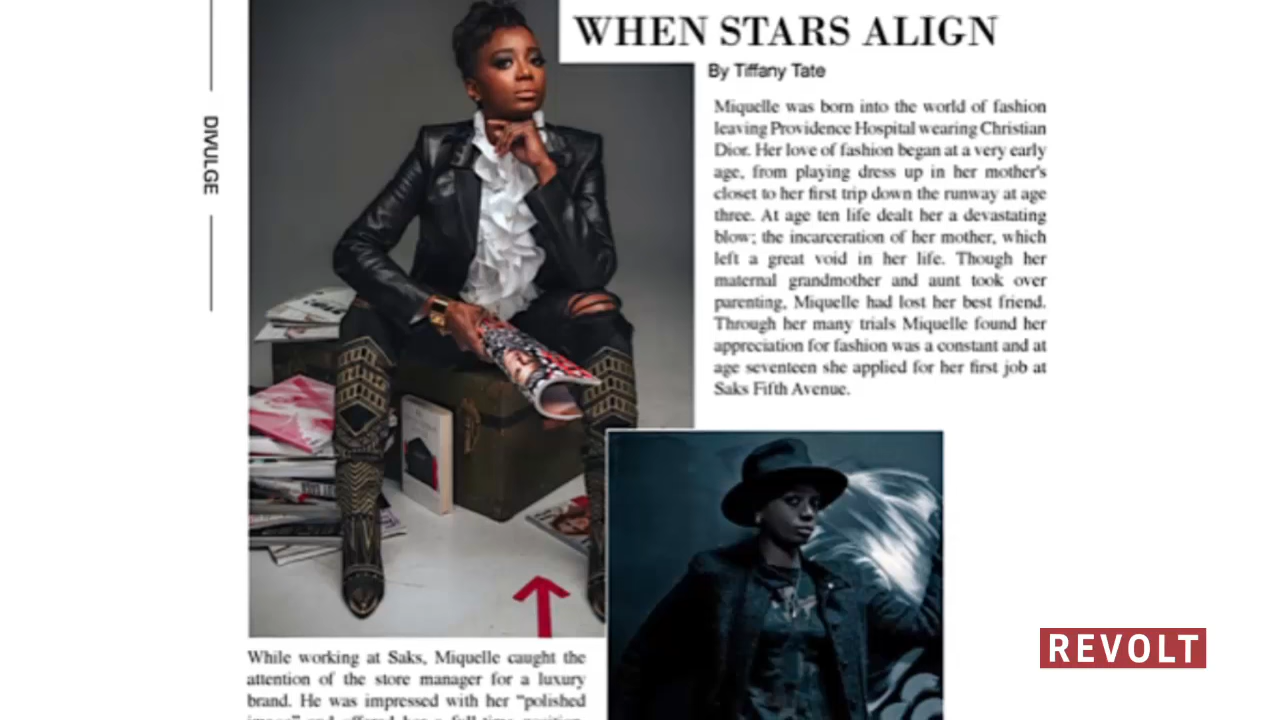 WHEN STARS ALIGN
By Tiffany Tate
DIVULGE
Miquelle was born into the world of fashion
leaving Providence Hospital wearing Christian
Dior. Her love of fashion began at a very early
age, from playing dress up in her mother's
closet to her first trip down the runway at age
three. At age ten life dealt her a devastating
blow; the incarceration of her mother, which
left a great void in her life. Though her
maternal grandmother and aunt took over
parenting, Miquelle had lost her best friend.
Through her many trials Miquelle found her
appreciation for fashion was a constant and at
age seventeen she applied for her first job at
Saks Fifth Avenue.
While working at Saks, Miquelle caught the
attention of the store manager for a luxury
brand. He was impressed with her "polished
REVOLT